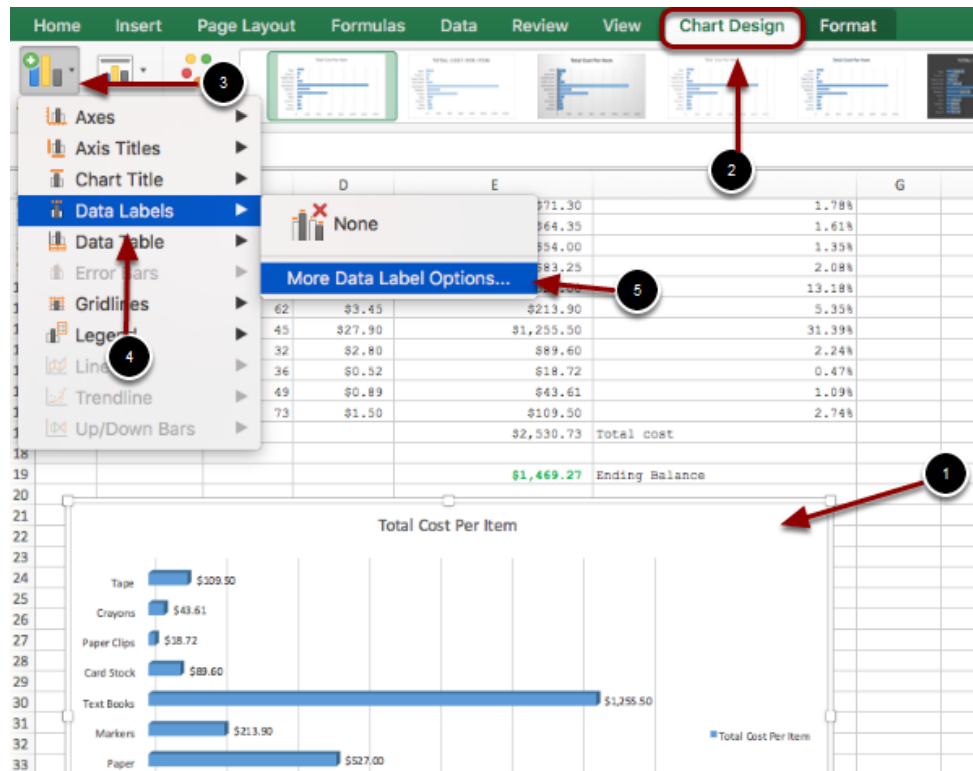 Home Insert Page Layout Formulas Data Review View Chart Design Format
3
2
Axes
Axis Titles
Chart Title
Data Labels
Data Table
Error Bars
Gridlines
Legend
Trendline
Up/Down Bars
None
More Data Label Options...
4
5
D E G
$71.30 1.78%
$64.35 1.61%
$54.00 1.35%
$83.25 2.08%
13.18%
62 $3.45 $213.90 5.35%
45 $27.90 $1,255.50 31.39%
32 $2.80 $89.60 2.24%
36 $0.52 $18.72 0.47%
49 $0.89 $43.61 1.09%
73 $1.50 $109.50 2.74%
$2,530.73 Total cost
18
19 $1,469.27 Ending Balance
1
20
21
22
23
24
25
26
27
28
29
30
31
32
33
Total Cost Per Item
Tape $109.50
Crayons $43.61
Paper Clips $18.72
Card Stock $89.60
Text Books $1,255.50
Markers $213.90
Paper $527.00
Total Cost Per Item